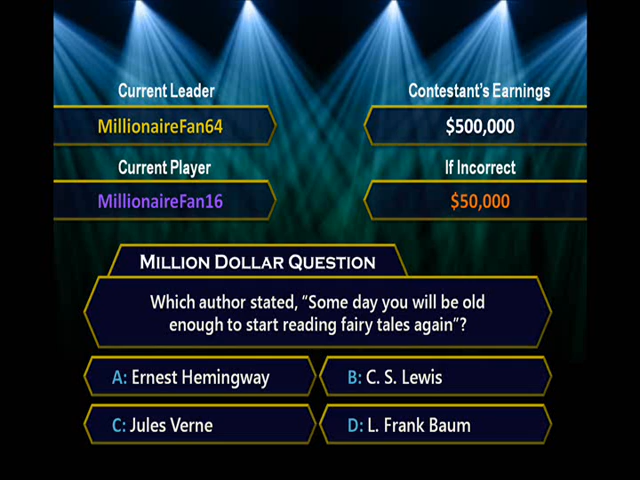 Current Leader
Contestant's Earnings
MillionaireFan64
$500,000
Current Player
If Incorrect
MillionaireFan16
$50,000
MILLION DOLLAR QUESTION
Which author stated, "Some day you will be old
enough to start reading fairy tales again"?
A: Ernest Hemingway
B: C. S. Lewis
C: Jules Verne
D: L. Frank Baum